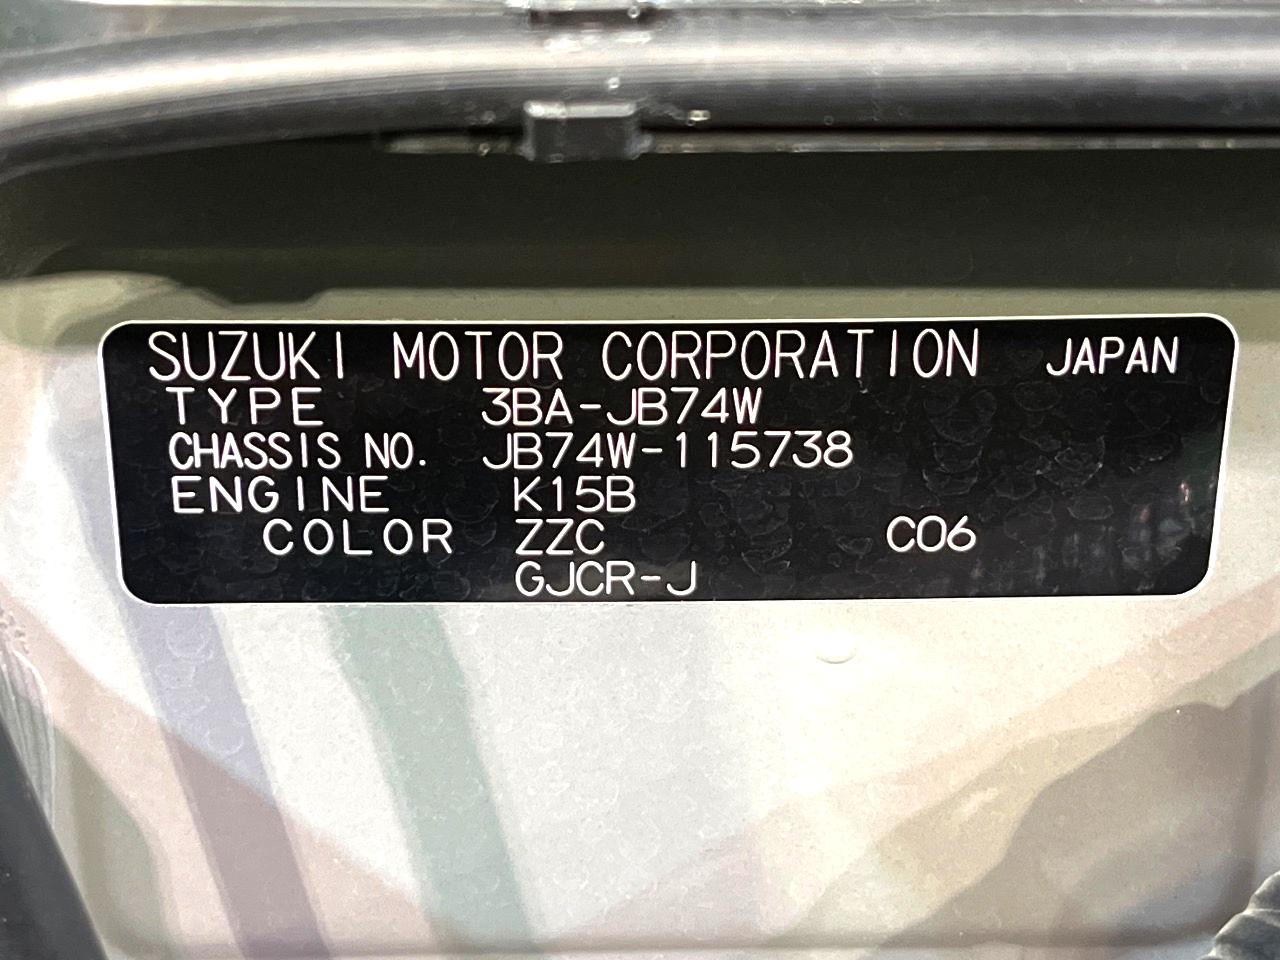 SUZUKI MOTOR CORPORATION JAPAN
TYPE 3BA-JB74W
CHASSIS NO. JB74W-115738
ENGINE K15B
COLOR ZZC C06
GJCR-J